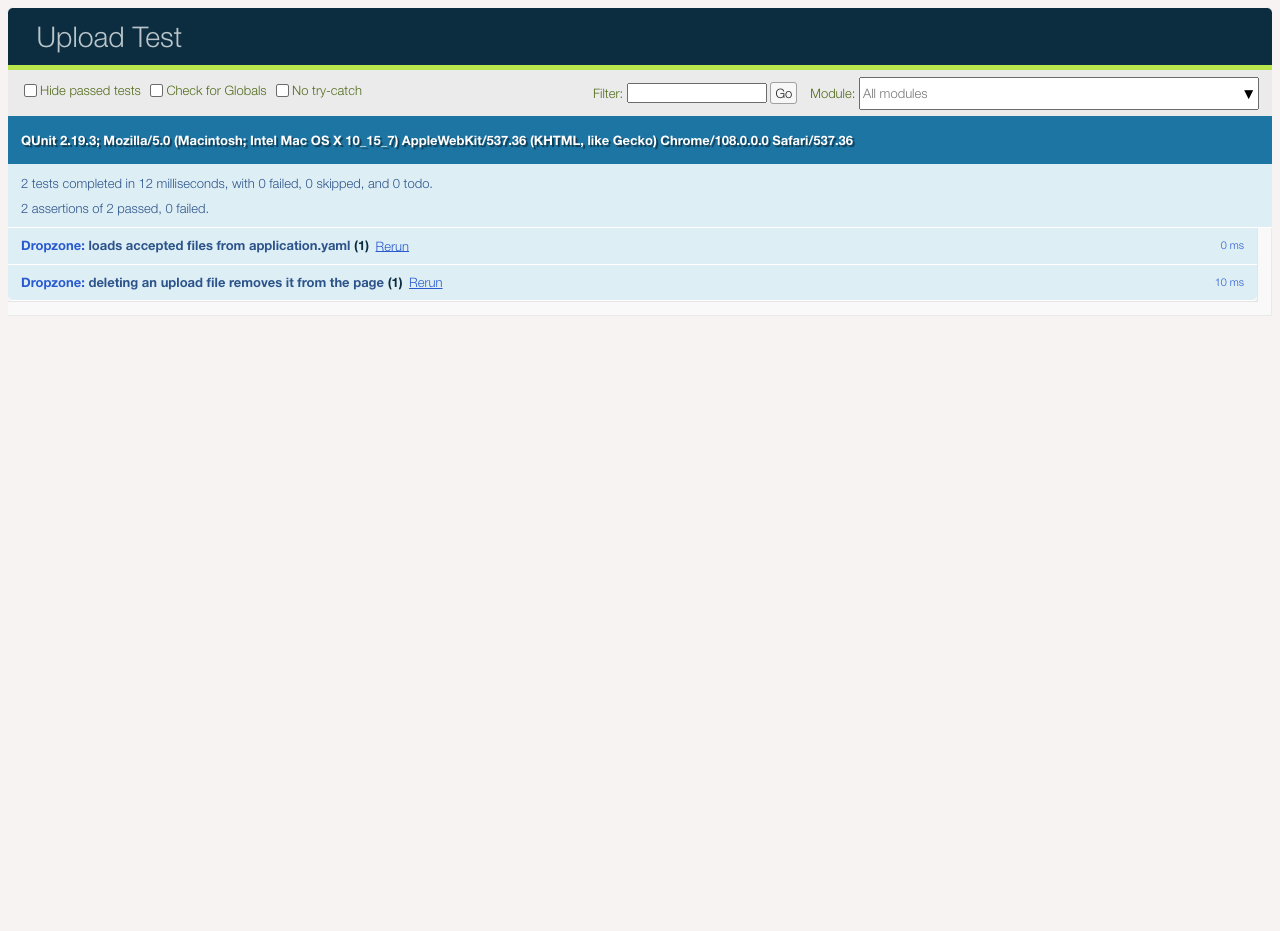 Upload Test
Hide passed tests Check for Globals No try-catch Filter: Go Module: All modules ▼
QUnit 2.19.3; Mozilla/5.0 (Macintosh; Intel Mac OS X 10_15_7) AppleWebKit/537.36 (KHTML, like Gecko) Chrome/108.0.0.0 Safari/537.36
2 tests completed in 12 milliseconds, with 0 failed, 0 skipped, and 0 todo.
2 assertions of 2 passed, 0 failed.
Dropzone: loads accepted files from application.yaml (1) Rerun 0 ms
Dropzone: deleting an upload file removes it from the page (1) Rerun 10 ms